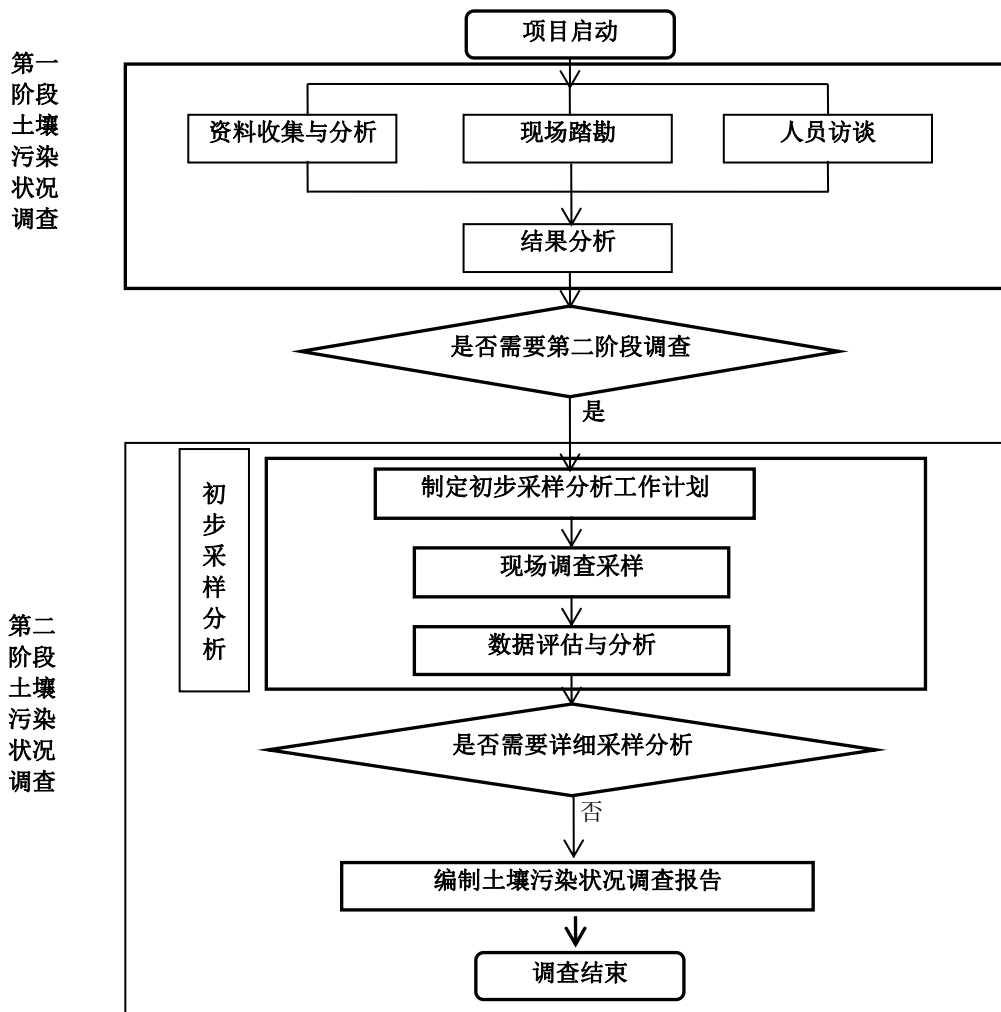 项目启动
第一
阶段
土壤
污染
状况
调查
资料收集与分析
现场踏勘
人员访谈
结果分析
是否需要第二阶段调查
是
初
步
采
样
分
析
制定初步采样分析工作计划
现场调查采样
数据评估与分析
第二
阶段
土壤
污染
状况
调查
是否需要详细采样分析
否
编制土壤污染状况调查报告
调查结束